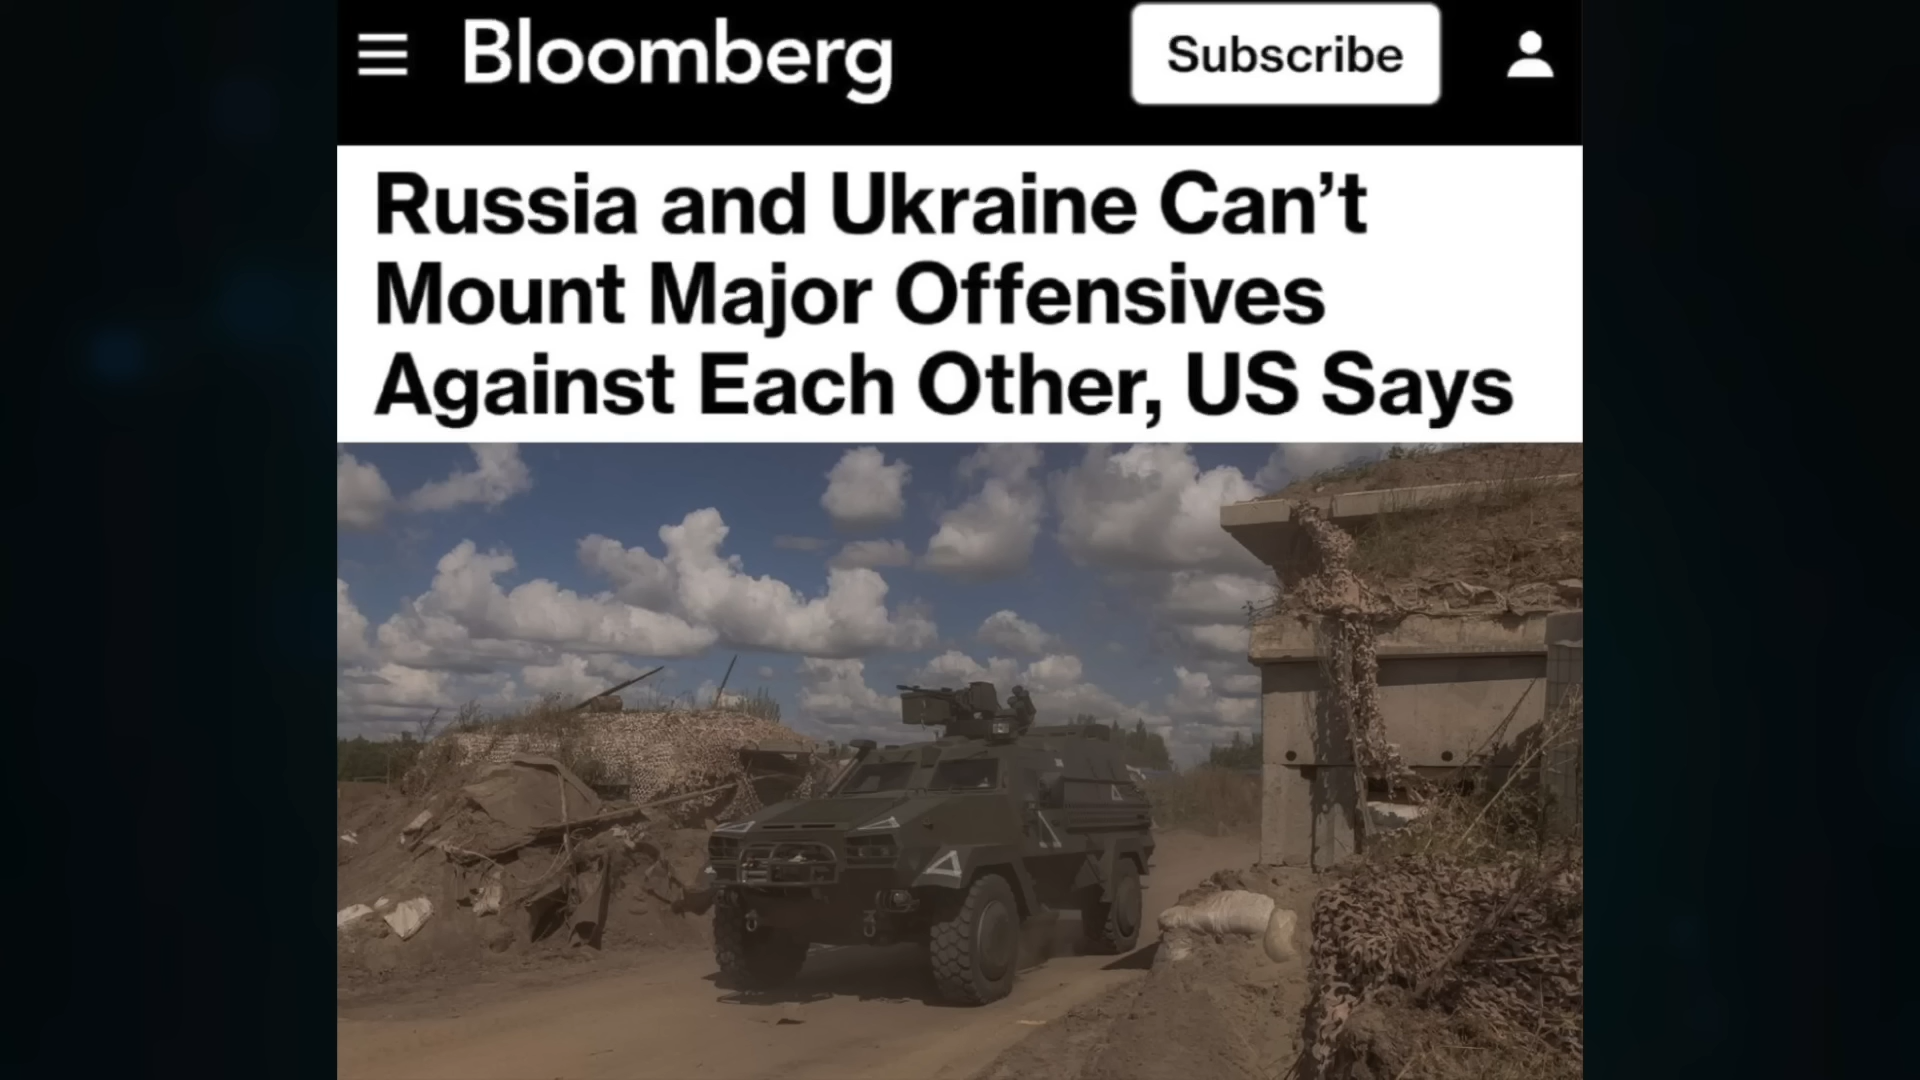 Bloomberg
Subscribe
Russia and Ukraine Can’t
Mount Major Offensives
Against Each Other, US Says